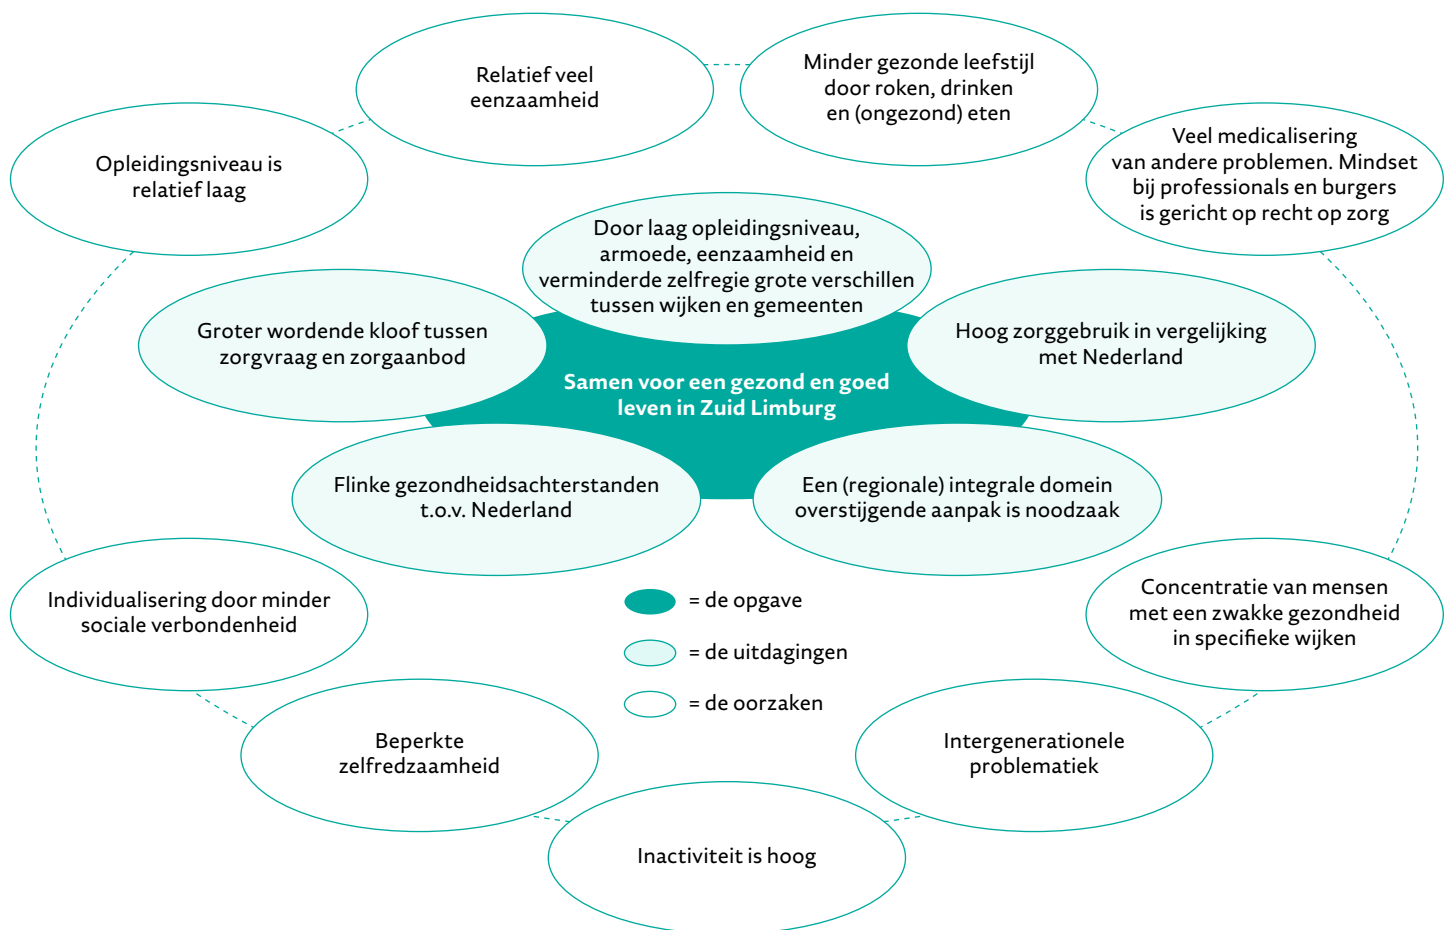 Relatief veel
eenzaamheid
Minder gezonde leefstijl
door roken, drinken
en (ongezond) eten
Opleidingsniveau is
relatief laag
Veel medicalisering
van andere problemen. Mindset
bij professionals en burgers
is gericht op recht op zorg
Door laag opleidingsniveau,
armoede, eenzaamheid en
verminderde zelfregie grote verschillen
tussen wijken en gemeenten
Groter wordende kloof tussen
zorgvraag en zorgaanbod
Hoog zorggebruik in vergelijking
met Nederland
Samen voor een gezond en goed
leven in Zuid Limburg
Flinke gezondheidsachterstanden
t.o.v. Nederland
Een (regionale) integrale domein
overstijgende aanpak is noodzaak
Individualisering door minder
sociale verbondenheid
= de opgave
= de uitdagingen
= de oorzaken
Concentratie van mensen
met een zwakke gezondheid
in specifieke wijken
Beperkte
zelfredzaamheid
Intergenerationele
problematiek
Inactiviteit is hoog